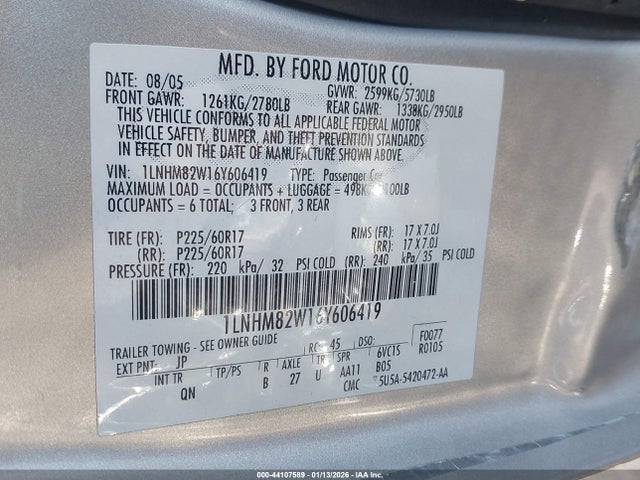 MFD. BY FORD MOTOR CO.
DATE: 08/05 GVWR: 2599KG/5730LB
FRONT GAWR: 1261KG/2780LB REAR GAWR: 1338KG/2950LB
THIS VEHICLE CONFORMS TO ALL APPLICABLE FEDERAL MOTOR
VEHICLE SAFETY, BUMPER, AND THEFT PREVENTION STANDARDS
IN EFFECT ON THE DATE OF MANUFACTURE SHOWN ABOVE.
VIN: 1LNHM82W16Y606419 TYPE: Passenger Car
MAXIMUM LOAD = OCCUPANTS + LUGGAGE =
OCCUPANTS = 6 TOTAL; 3 FRONT, 3 REAR
TIRE (FR): P225/60R17 RIMS (FR): 17 X 7.0J
(RR): P225/60R17 (RR): 17 X 7.0J
PRESSURE (FR): 220 kPa/ 32 PSI COLD (RR): 240 kPa/ 35 PSI COLD
1LNHM82W16Y606419
TRAILER TOWING - SEE OWNER GUIDE RC: 45 DSO: F0077
EXT PNT: JP R0105
INT TR TP/PS R AXLE TR SPR 6VC15
QN B 27 U AA11 B05
CMC 5U5A-5420472-AA
000-44107589 - 01/13/2026 - IAA Inc.